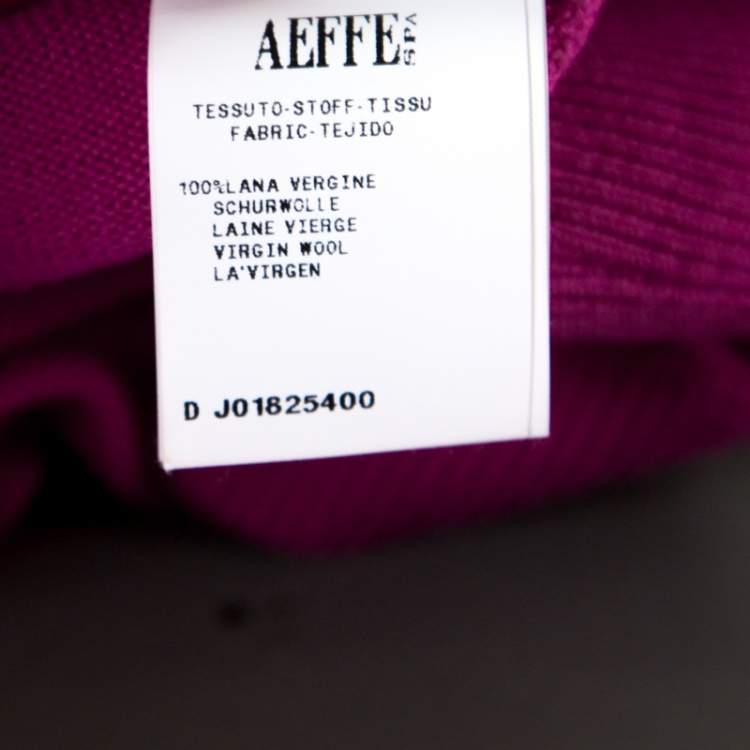 AEFFE SPA
TESSUTO-STOFF-TISSU
FABRIC-TEJIDO
100%LANA VERGINE
SCHURWOLLE
LAINE VIERGE
VIRGIN WOOL
LA'VIRGEN
D J01825400